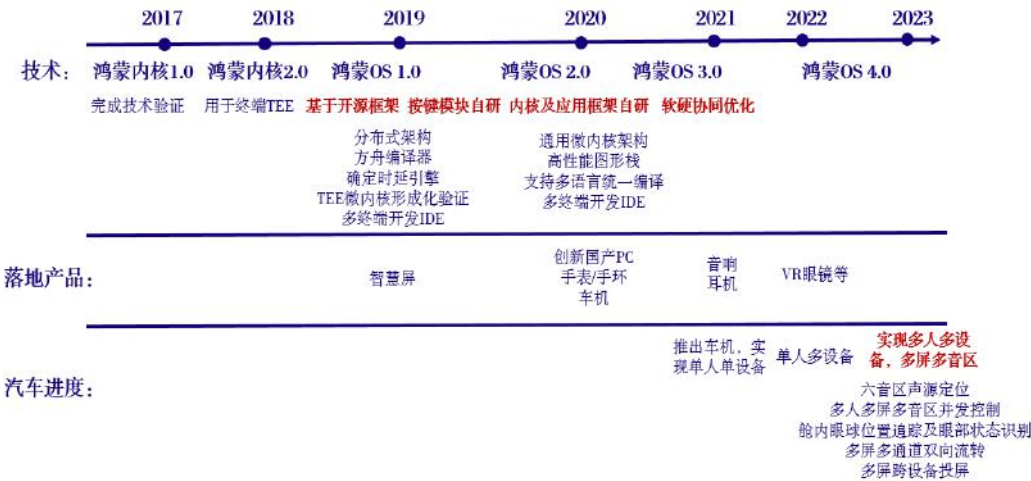 2017 2018 2019 2020 2021 2022 2023
技术： 鸿蒙内核1.0 鸿蒙内核2.0 鸿蒙OS 1.0 鸿蒙OS 2.0 鸿蒙OS 3.0 鸿蒙OS 4.0
完成技术验证 用于终端TEE 基于开源框架 按键模块自研 内核及应用框架自研 软硬协同优化
分布式架构
方舟编译器
确定时延引擎
TEE微内核形成化验证
多终端开发IDE
通用微内核架构
高性能图形栈
支持多语言统一编译
多终端开发IDE
落地产品：
智慧屏
创新国产PC
手表/手环
车机
音响
耳机
VR眼镜等
汽车进度：
推出车机，实
现单人单设备
单人多设备
实现多人多设
备，多屏多音区
六音区声源定位
多人多屏多音区并发控制
舱内眼球位置追踪及眼部状态识别
多屏多通道双向流转
多屏跨设备投屏